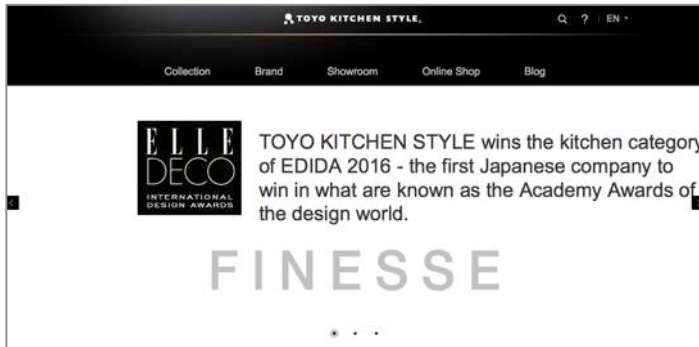 TOYO KITCHEN STYLE.
? | EN
Collection Brand Showroom Online Shop Blog
ELLE
DECO
INTERNATIONAL
DESIGN AWARDS
TOYO KITCHEN STYLE wins the kitchen category
of EDIDA 2016 - the first Japanese company to
win in what are known as the Academy Awards of
the design world.
FINESSE